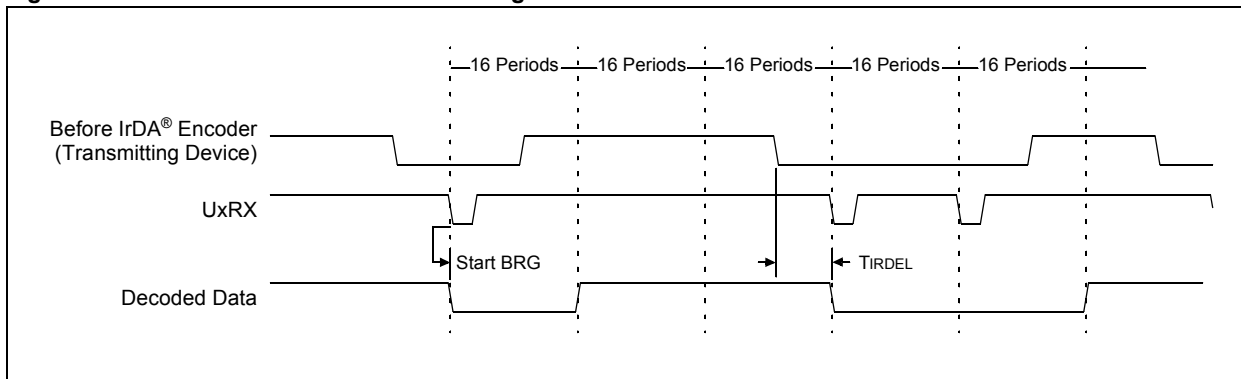 16 Periods 16 Periods 16 Periods 16 Periods 16 Periods
Before IrDA® Encoder
(Transmitting Device)
UxRX
Start BRG
TIRDEL
Decoded Data